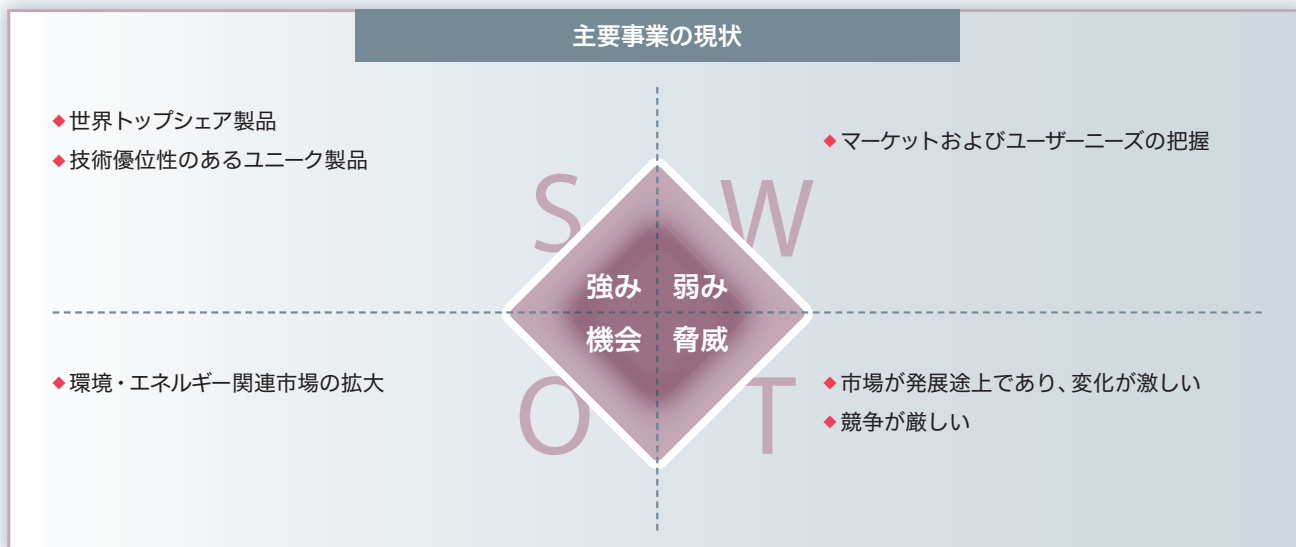 主要事業の現状
◆世界トップシェア製品
◆技術優位性のあるユニーク製品
◆マーケットおよびユーザーニーズの把握
S W
強み 弱み
機会 脅威
O T
◆環境・エネルギー関連市場の拡大
◆市場が発展途上であり、変化が激しい
◆競争が厳しい